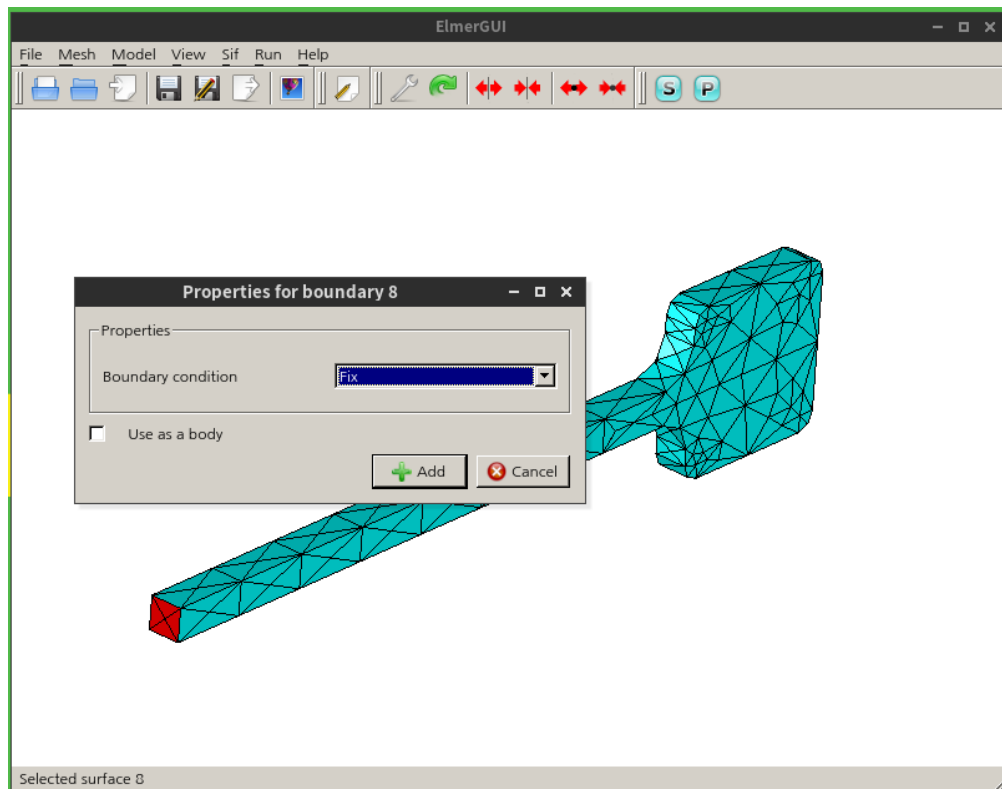 ElmerGUI
File Mesh Model View Sif Run Help
S P
Properties for boundary 8
Properties
Boundary condition Fix
Use as a body
Add Cancel
Selected surface 8